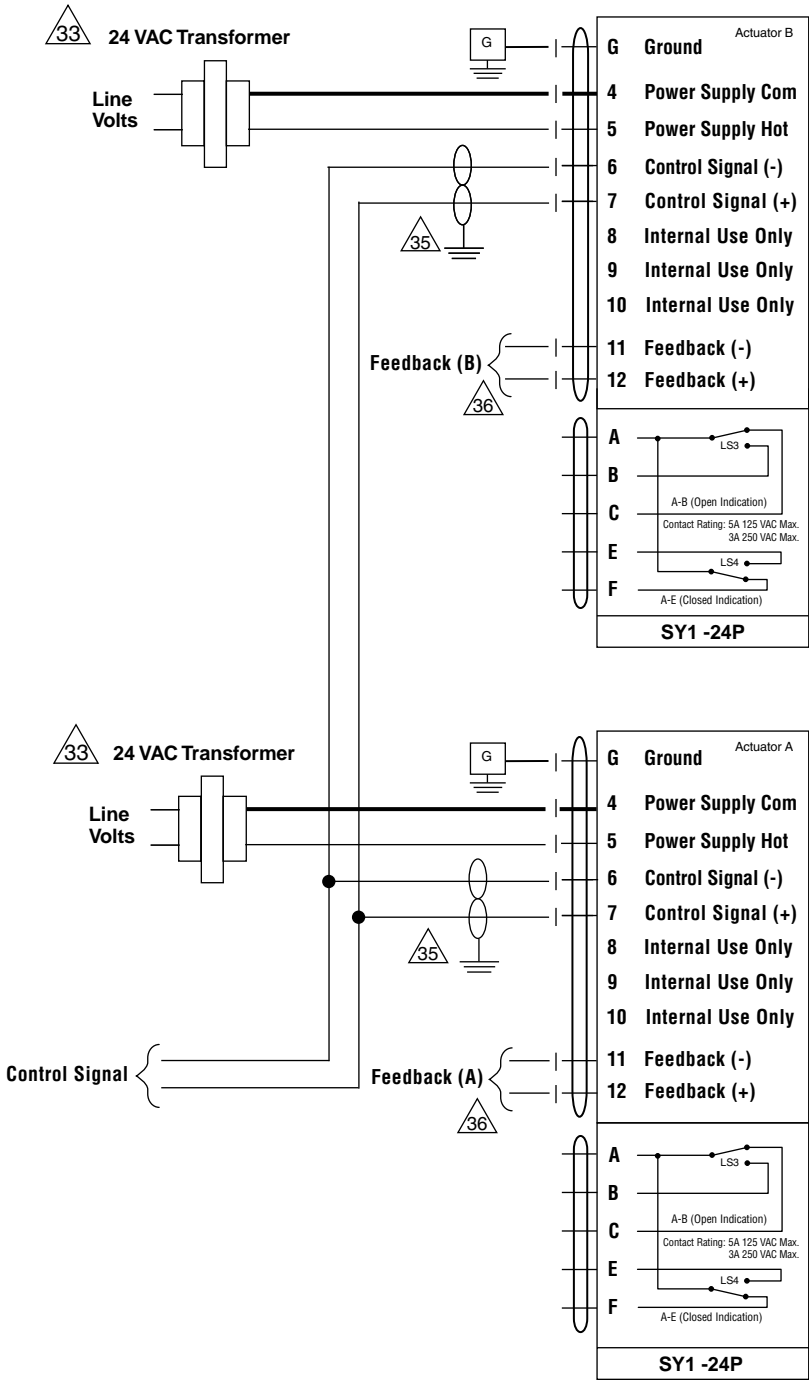 33 24 VAC Transformer
Line
Volts
G
Actuator B
G Ground
4 Power Supply Com
5 Power Supply Hot
6 Control Signal (-)
7 Control Signal (+)
8 Internal Use Only
9 Internal Use Only
10 Internal Use Only
11 Feedback (-)
12 Feedback (+)
35
Feedback (B)
36
A
LS3
B
A-B (Open Indication)
C
Contact Rating: 5A 125 VAC Max.
3A 250 VAC Max.
E
LS4
F
A-E (Closed Indication)
SY1 -24P
33 24 VAC Transformer
Line
Volts
G
Actuator A
G Ground
4 Power Supply Com
5 Power Supply Hot
6 Control Signal (-)
7 Control Signal (+)
8 Internal Use Only
9 Internal Use Only
10 Internal Use Only
11 Feedback (-)
12 Feedback (+)
35
Control Signal
Feedback (A)
36
A
LS3
B
A-B (Open Indication)
C
Contact Rating: 5A 125 VAC Max.
3A 250 VAC Max.
E
LS4
F
A-E (Closed Indication)
SY1 -24P